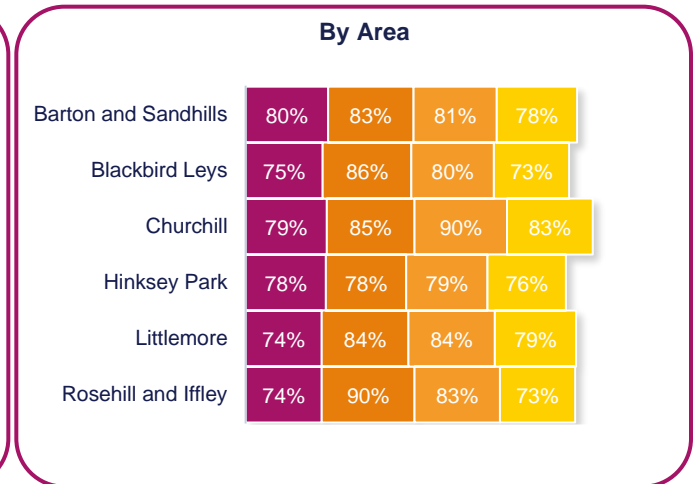 By Area
Barton and Sandhills 80% 83% 81% 78%
Blackbird Leys 75% 86% 80% 73%
Churchill 79% 85% 90% 83%
Hinksey Park 78% 78% 79% 76%
Littlemore 74% 84% 84% 79%
Rosehill and Iffley 74% 90% 83% 73%